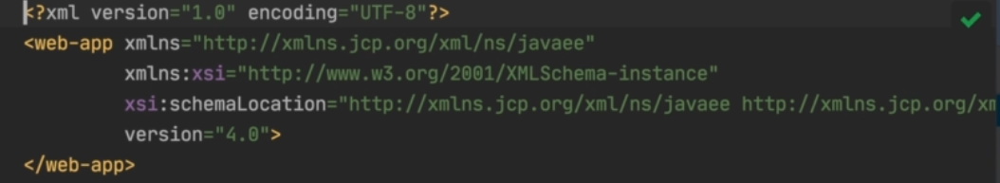 <?xml version="1.0" encoding="UTF-8"?>
<web-app xmlns="http://xmlns.jcp.org/xml/ns/javaee"
xmlns:xsi="http://www.w3.org/2001/XMLSchema-instance"
xsi:schemaLocation="http://xmlns.jcp.org/xml/ns/javaee http://xmlns.jcp.org/xm
version="4.0">
</web-app>